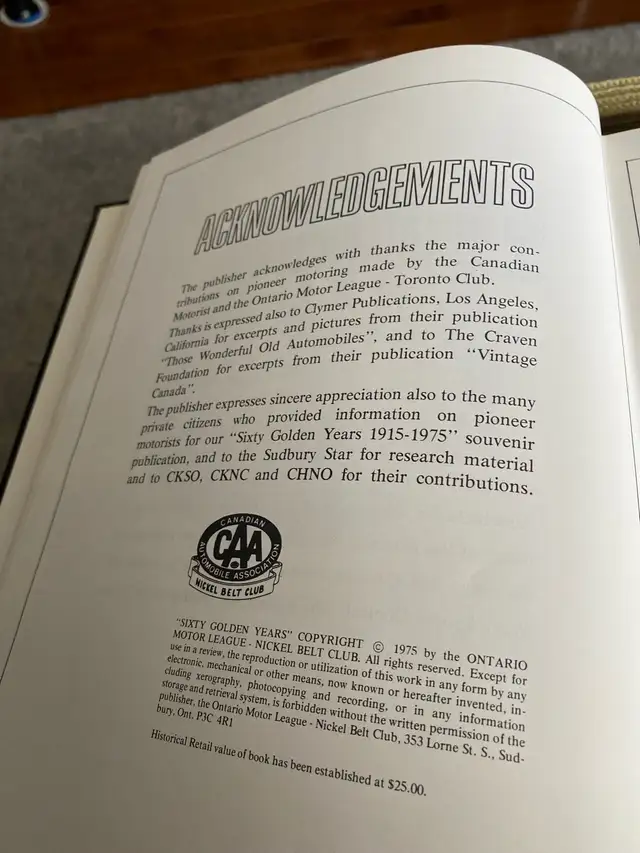 ACKNOWLEDGEMENTS
The publisher acknowledges with thanks the major con-
tributions on pioneer motoring made by the Canadian
Motorist and the Ontario Motor League - Toronto Club.
Thanks is expressed also to Clymer Publications, Los Angeles,
California for excerpts and pictures from their publication
"Those Wonderful Old Automobiles", and to The Craven
Foundation for excerpts from their publication "Vintage
Canada".
The publisher expresses sincere appreciation also to the many
private citizens who provided information on pioneer
motorists for our "Sixty Golden Years 1915-1975" souvenir
publication, and to the Sudbury Star for research material
and to CKSO, CKNC and CHNO for their contributions.
CANADIAN
CAA
AUTOMOBILE ASSOCIATION
NICKEL BELT CLUB
"SIXTY GOLDEN YEARS" COPYRIGHT © 1975 by the ONTARIO
MOTOR LEAGUE - NICKEL BELT CLUB. All rights reserved. Except for
use in a review, the reproduction or utilization of this work in any form by any
electronic, mechanical or other means, now known or hereafter invented, in-
cluding xerography, photocopying and recording, or in any information
storage and retrieval system, is forbidden without the written permission of the
publisher, the Ontario Motor League - Nickel Belt Club, 353 Lorne St. S., Sud-
bury, Ont. P3C 4R1
Historical Retail value of book has been established at $25.00.